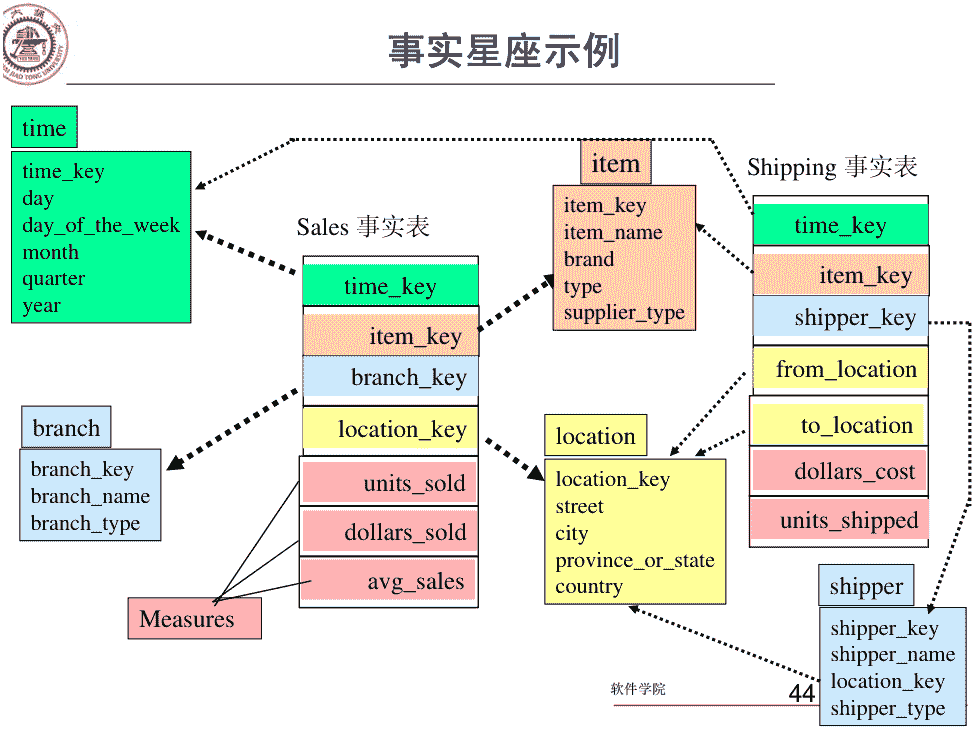 事实星座示例
time
time_key
day
day_of_the_week
month
quarter
year
Sales 事实表
time_key
item_key
branch_key
location_key
units_sold
dollars_sold
avg_sales
Measures
branch
branch_key
branch_name
branch_type
item
item_key
item_name
brand
type
supplier_type
location
location_key
street
city
province_or_state
country
Shipping 事实表
time_key
item_key
shipper_key
from_location
to_location
dollars_cost
units_shipped
shipper
shipper_key
shipper_name
location_key
shipper_type
软件学院
44